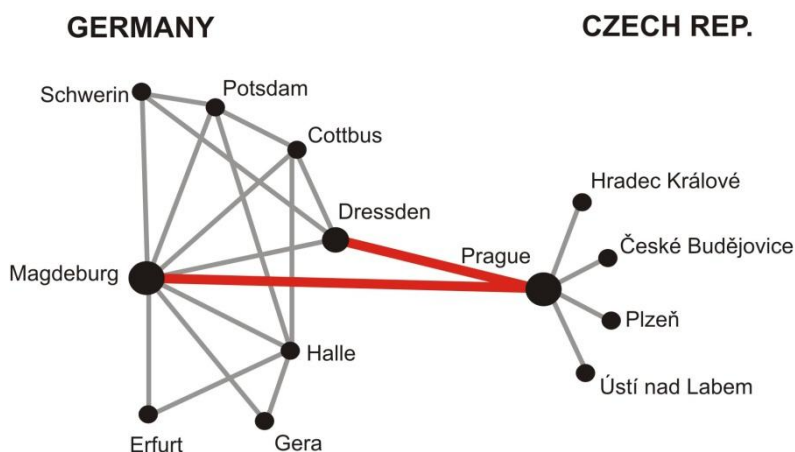 GERMANY
CZECH REP.
Schwerin
Potsdam
Cottbus
Dressden
Magdeburg
Halle
Erfurt
Gera
Prague
Hradec Králové
České Budějovice
Plzeň
Ústí nad Labem